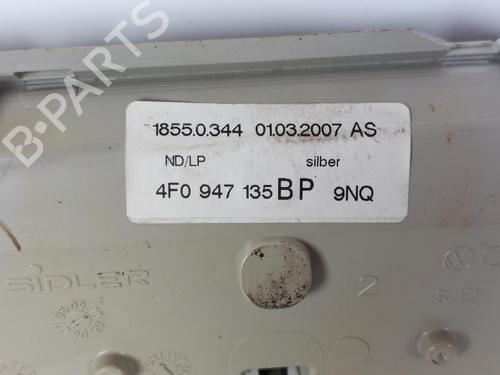 B-PARTS
1855.0.344 01.03.2007 AS
ND/LP silber
4F0 947 135 BP 9NQ
SIDLER
2